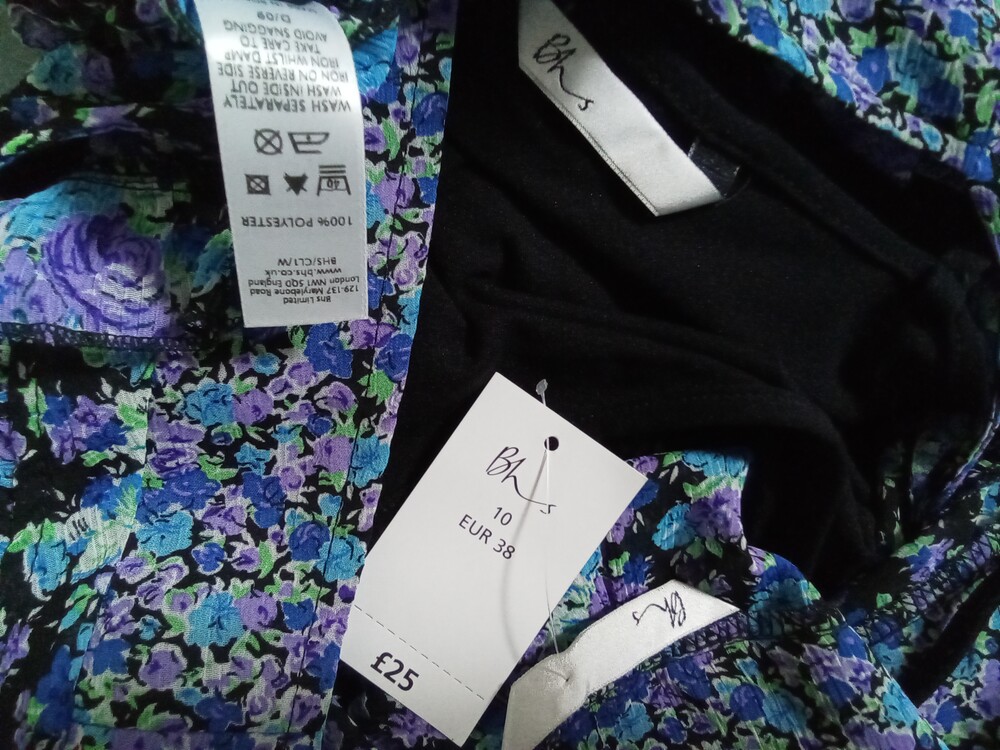 Bhs
10
EUR 38
£25
Bhs
Bhs
Bhs Limited
129-137 Marylebone Road
London NW1 5QD England
www.bhs.co.uk
BHS/CL1/W
100% POLYESTER
40
WASH SEPARATELY
WASH INSIDE OUT
IRON ON REVERSE SIDE
IRON WHILST DAMP
TAKE CARE TO
AVOID SNAGGING
D/09